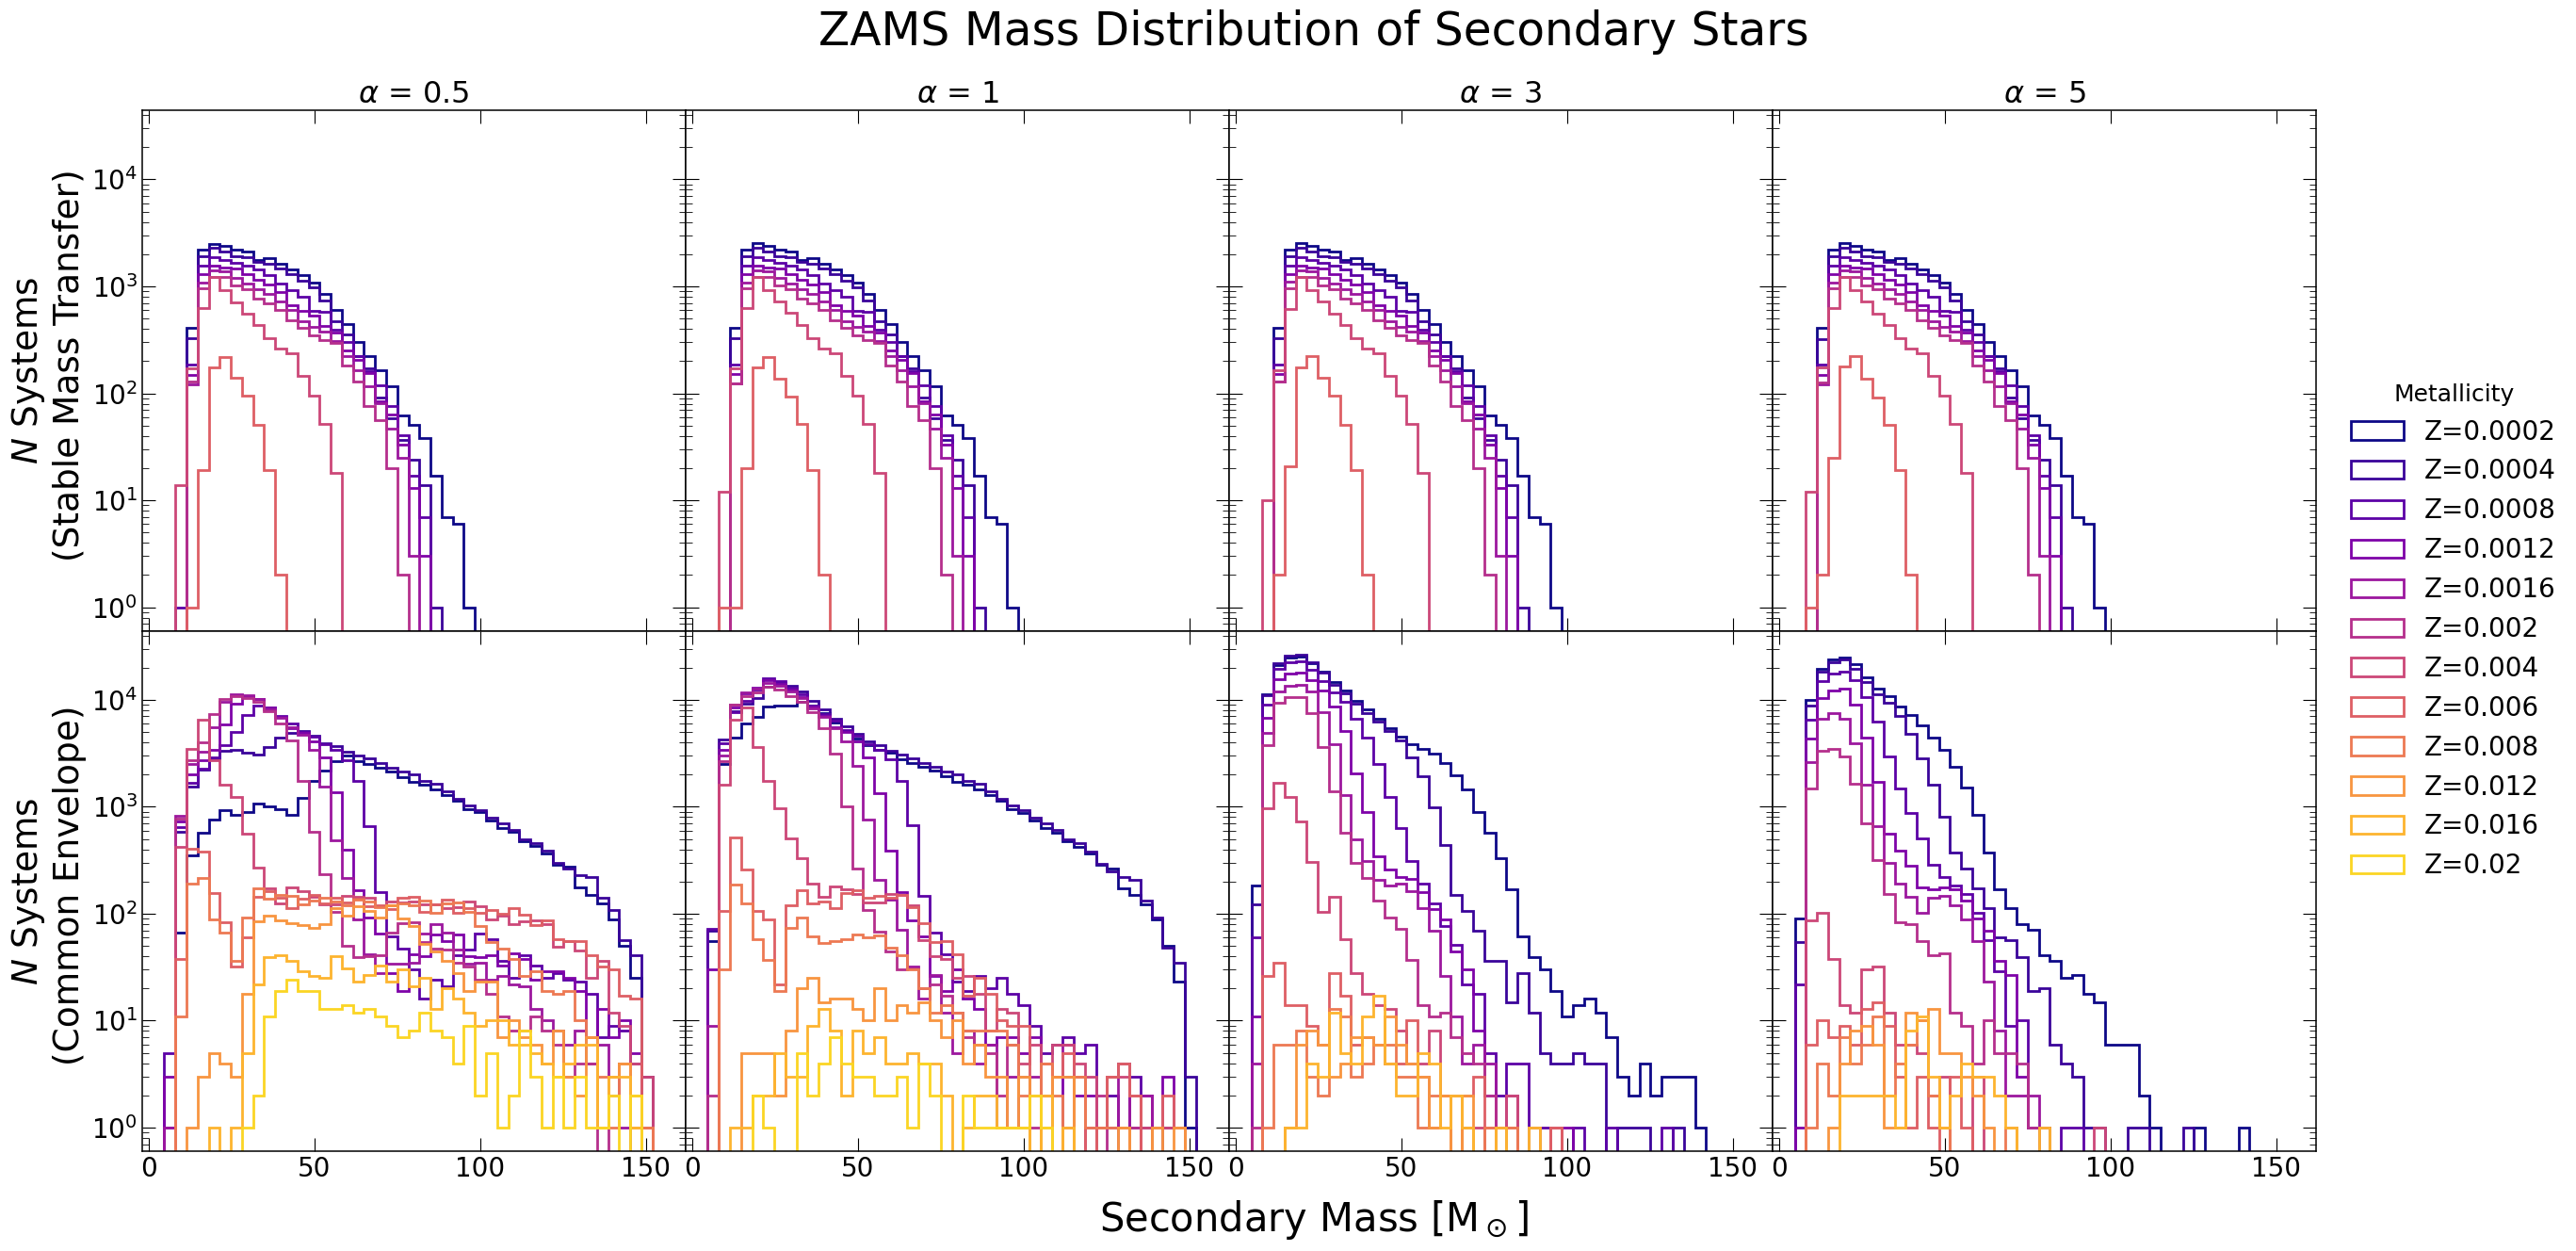 ZAMS Mass Distribution of Secondary Stars
α = 0.5
α = 1
α = 3
α = 5
N Systems
(Stable Mass Transfer)
10⁴
10³
10²
10¹
10⁰
N Systems
(Common Envelope)
10⁴
10³
10²
10¹
10⁰
0 50 100 150
0 50 100 150
0 50 100 150
0 50 100 150
Secondary Mass [M⊙]
Metallicity
Z=0.0002
Z=0.0004
Z=0.0008
Z=0.0012
Z=0.0016
Z=0.002
Z=0.004
Z=0.006
Z=0.008
Z=0.012
Z=0.016
Z=0.02